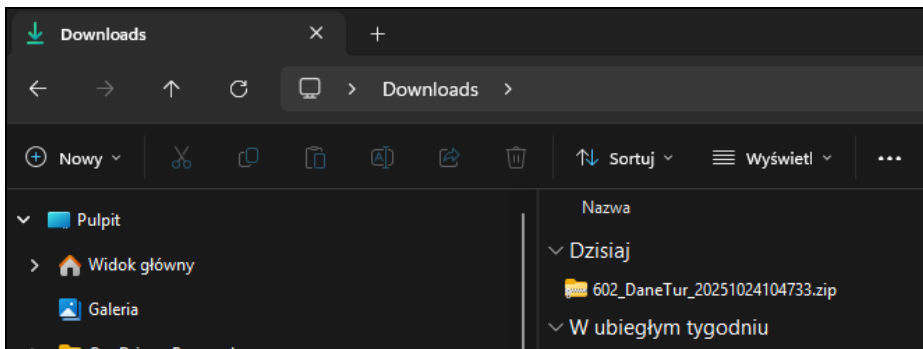 Downloads
Downloads
Nowy Sortuj Wyświetl
Pulpit
Widok główny
Galeria
Nazwa
Dzisiaj
602_DaneTur_20251024104733.zip
W ubiegłym tygodniu